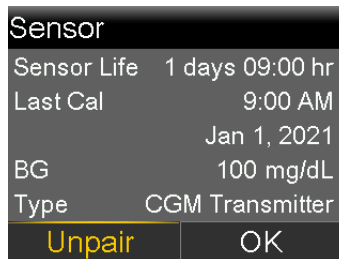 Sensor
Sensor Life 1 days 09:00 hr
Last Cal 9:00 AM
Jan 1, 2021
BG 100 mg/dL
Type CGM Transmitter
Unpair OK